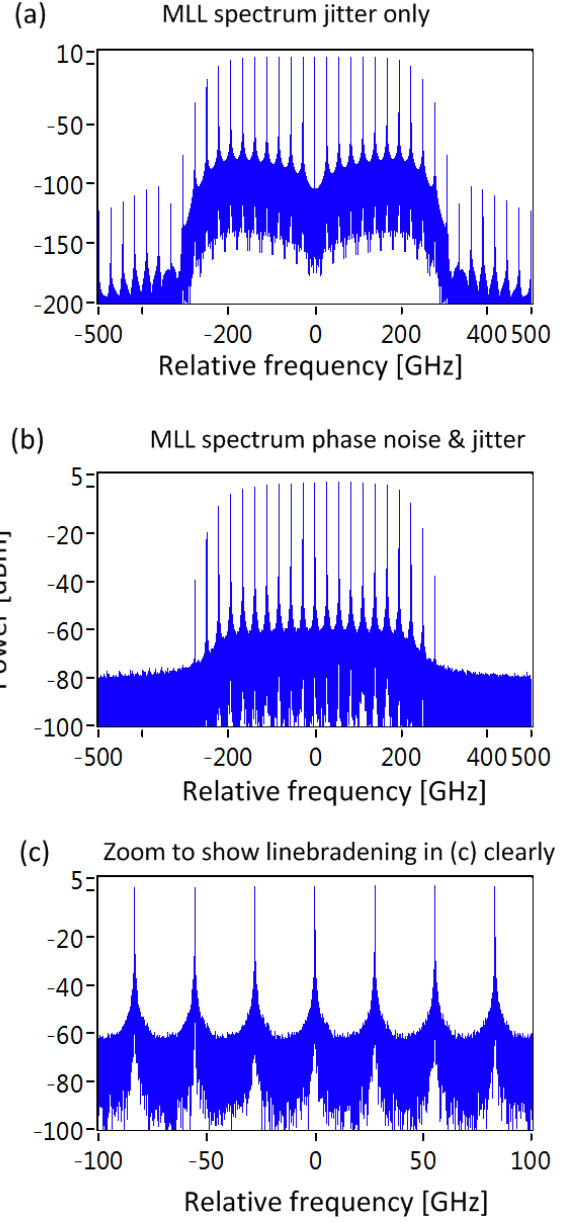 (a) MLL spectrum jitter only
10
-50
-100
-150
-200
-500 -200 0 200 400 500
Relative frequency [GHz]
(b) MLL spectrum phase noise & jitter
5
-20
-40
-60
-80
-100
Power [dBm]
-500 -200 0 200 400 500
Relative frequency [GHz]
(c) Zoom to show linebradening in (c) clearly
5
-20
-40
-60
-80
-100
-100 -50 0 50 100
Relative frequency [GHz]